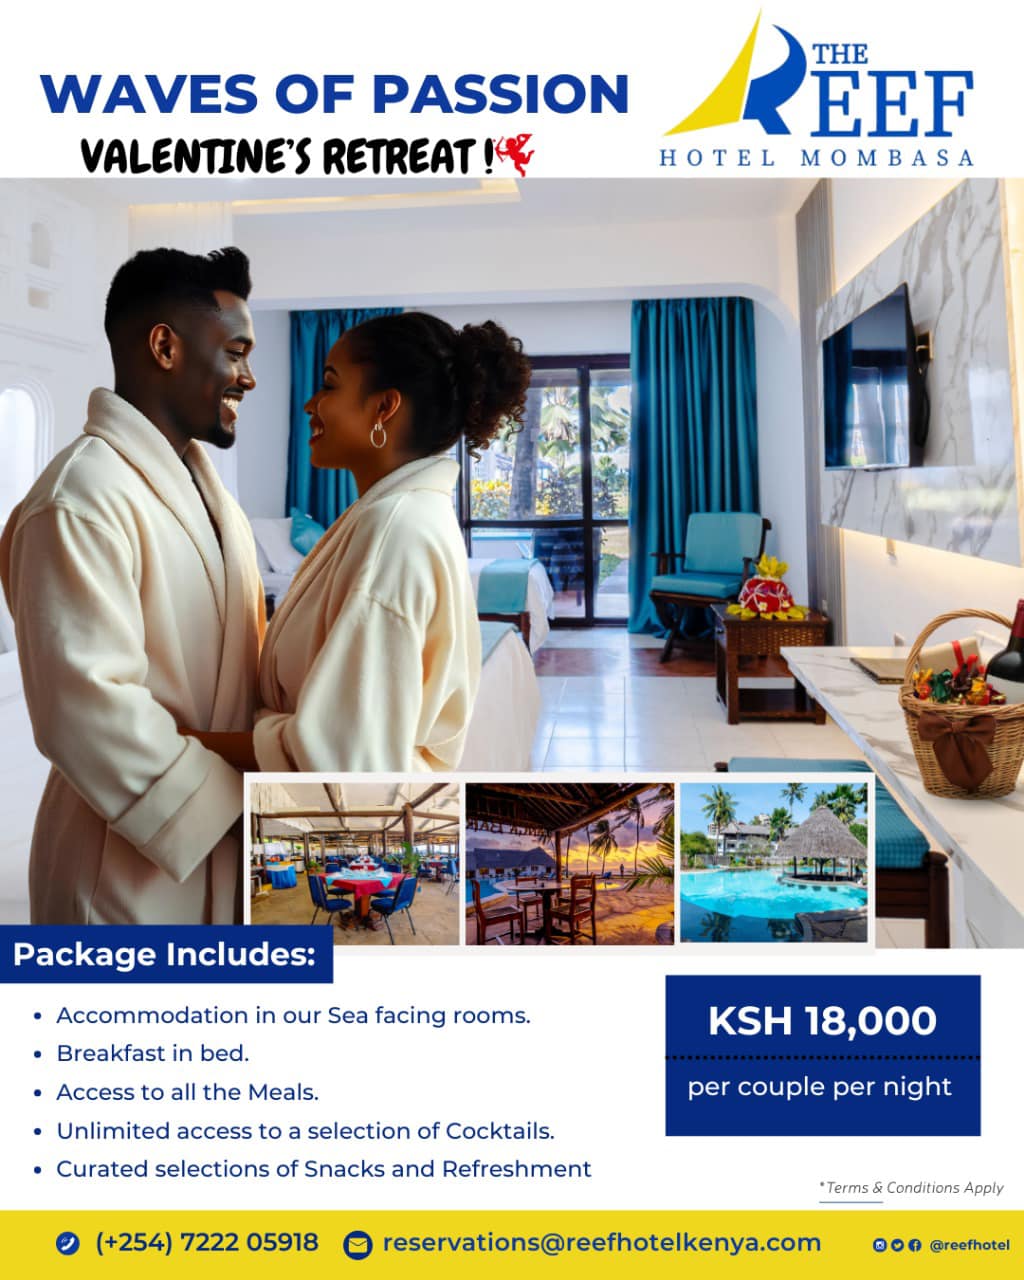 WAVES OF PASSION
VALENTINE'S RETREAT !
THE
REEF
HOTEL MOMBASA
Package Includes:
• Accommodation in our Sea facing rooms.
• Breakfast in bed.
• Access to all the Meals.
• Unlimited access to a selection of Cocktails.
• Curated selections of Snacks and Refreshment
KSH 18,000
per couple per night
*Terms & Conditions Apply
(+254) 7222 05918
reservations@reefhotelkenya.com
@reefhotel